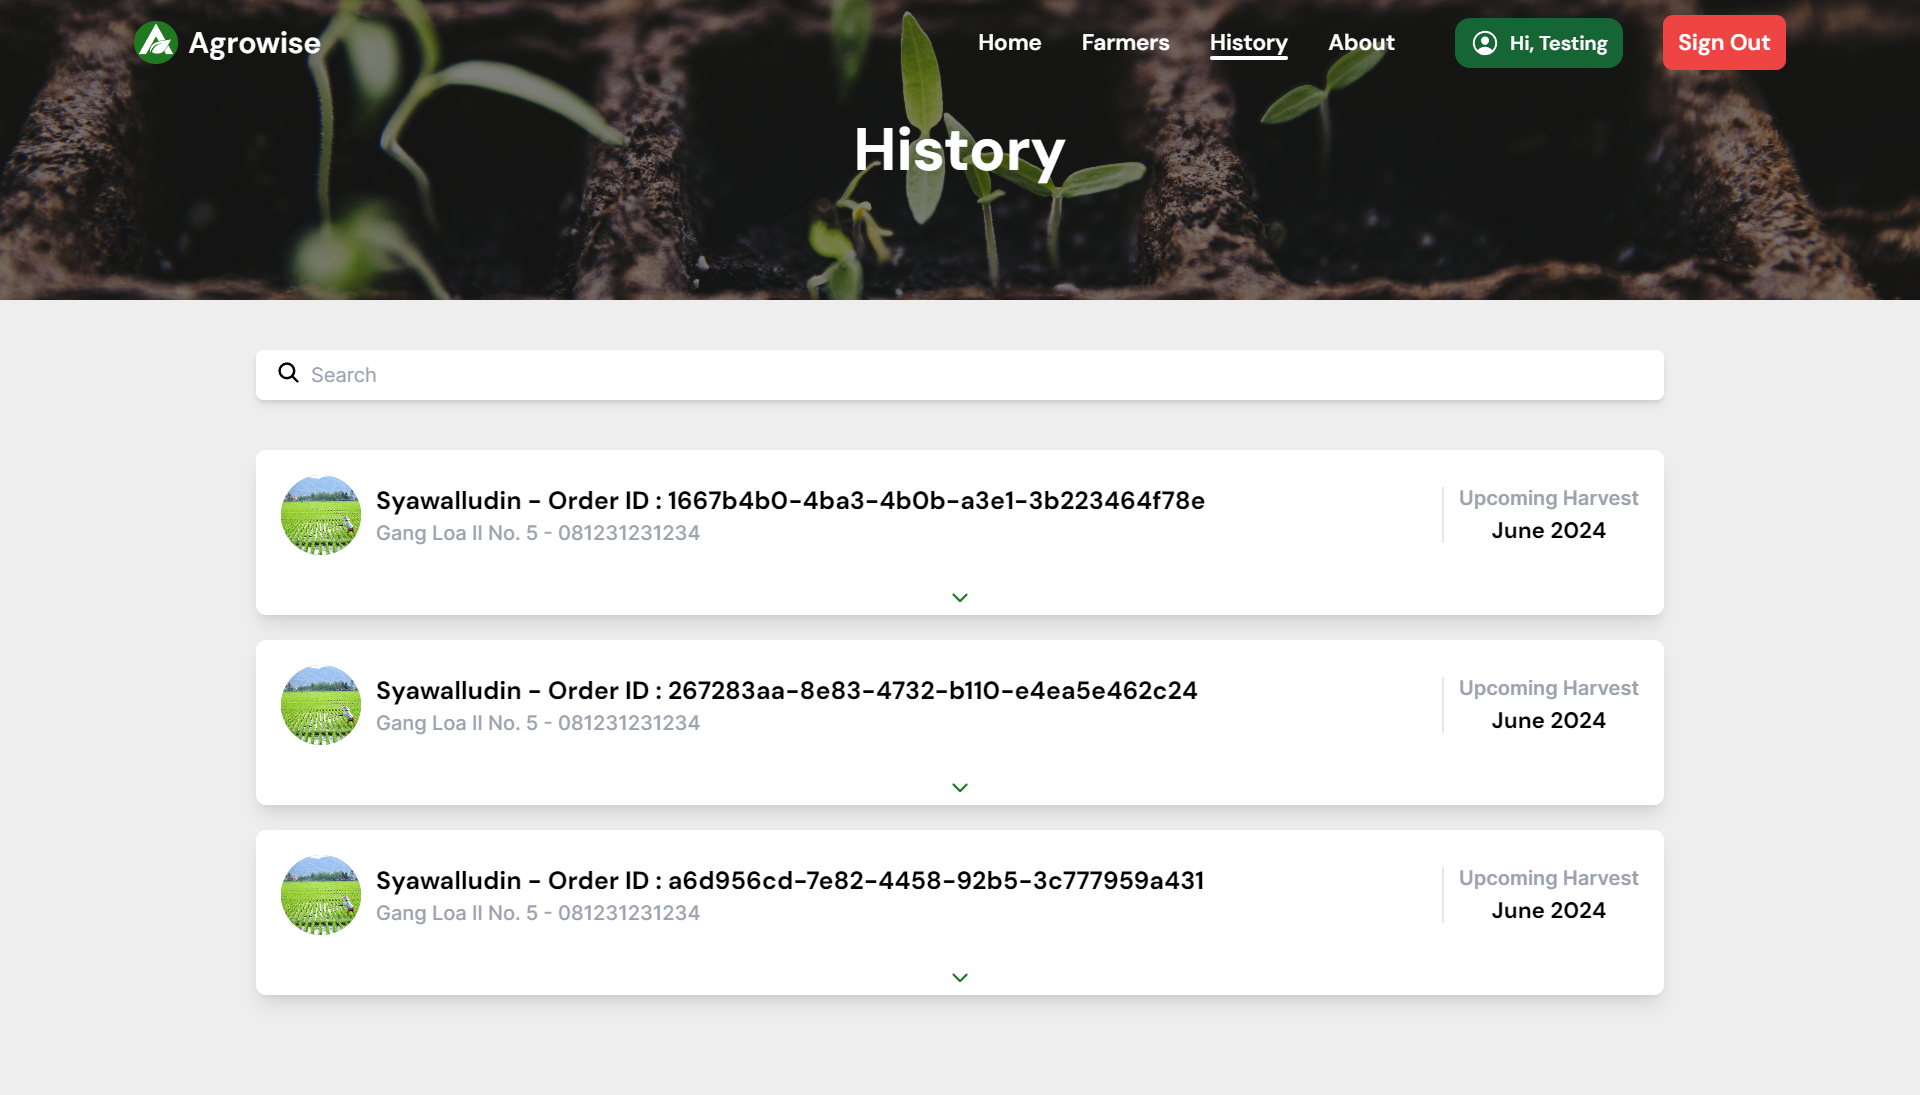 Agrowise
Home
Farmers
History
About
Hi, Testing
Sign Out
History
Search
Syawalludin - Order ID : 1667b4b0-4ba3-4b0b-a3e1-3b223464f78e
Gang Loa II No. 5 - 081231231234
Upcoming Harvest
June 2024
Syawalludin - Order ID : 267283aa-8e83-4732-b110-e4ea5e462c24
Gang Loa II No. 5 - 081231231234
Upcoming Harvest
June 2024
Syawalludin - Order ID : a6d956cd-7e82-4458-92b5-3c777959a431
Gang Loa II No. 5 - 081231231234
Upcoming Harvest
June 2024